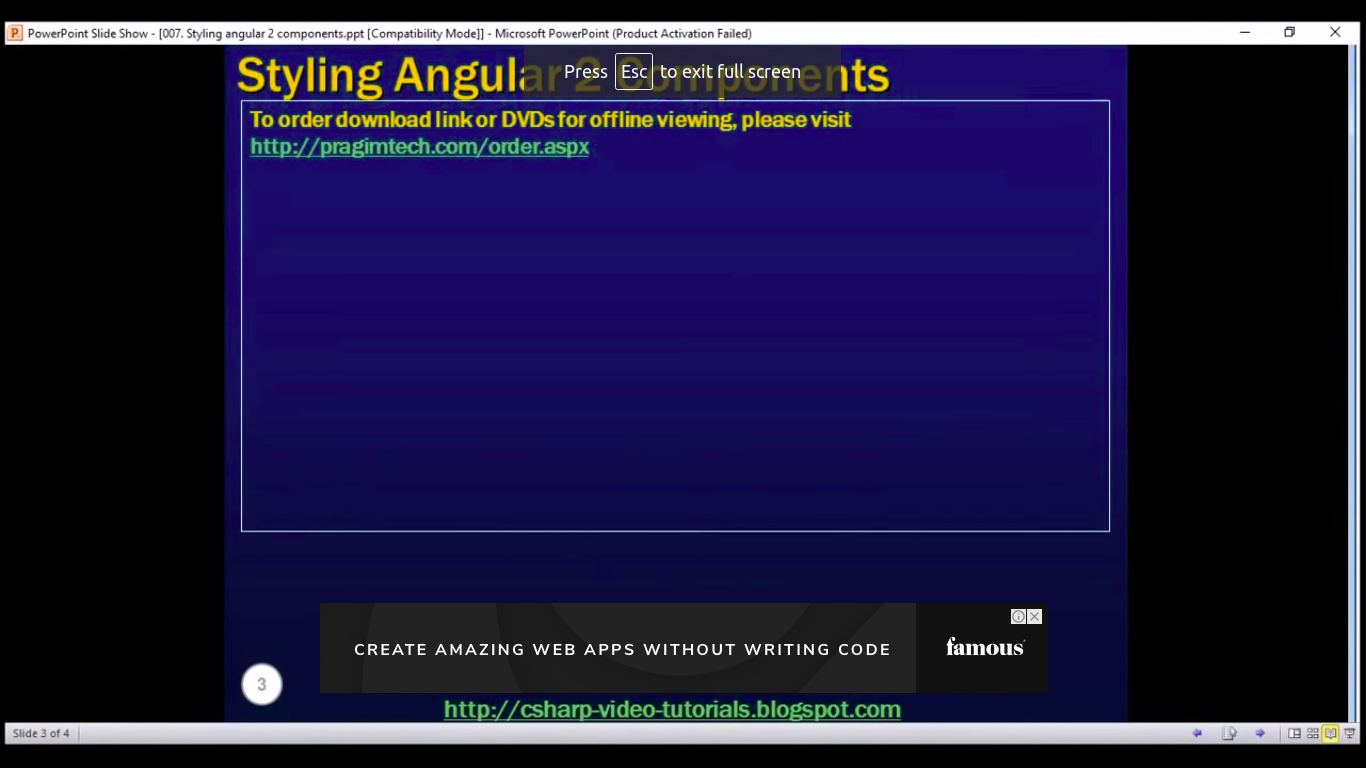 PowerPoint Slide Show - [007. Styling angular 2 components.ppt [Compatibility Mode]] - Microsoft PowerPoint (Product Activation Failed)
Styling Angular 2 Components
Press Esc to exit full screen
To order download link or DVDs for offline viewing, please visit
http://pragimtech.com/order.aspx
CREATE AMAZING WEB APPS WITHOUT WRITING CODE
famous
3
http://csharp-video-tutorials.blogspot.com
Slide 3 of 4